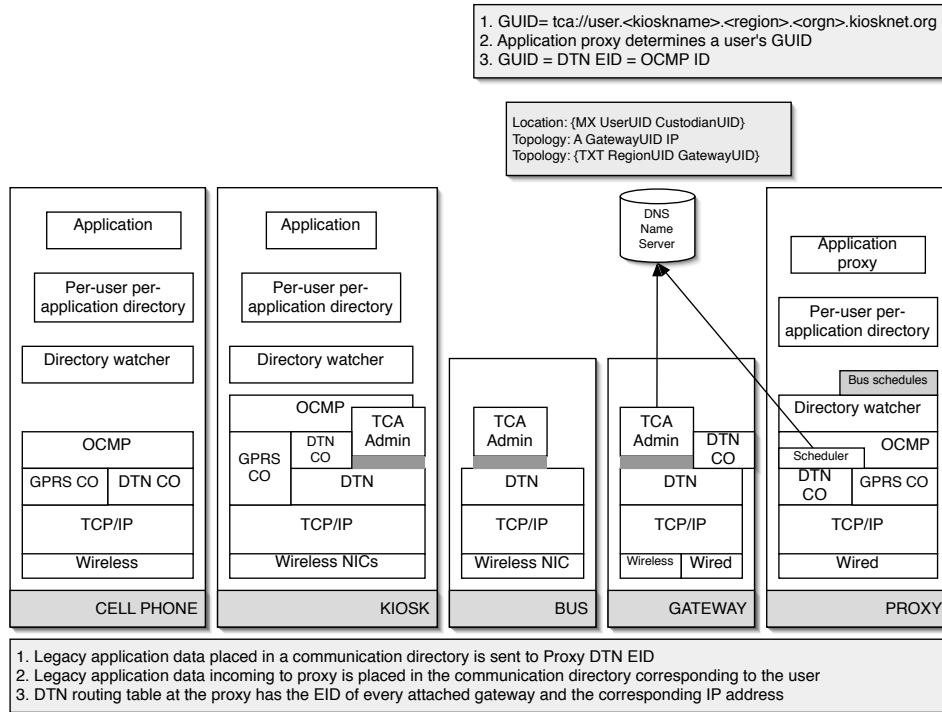 1. GUID= tca://user.<kioskname>.<region>.<orgn>.kiosknet.org
2. Application proxy determines a user's GUID
3. GUID = DTN EID = OCMP ID
Location: {MX UserUID CustodianUID}
Topology: A GatewayUID IP
Topology: {TXT RegionUID GatewayUID}
DNS
Name
Server
Application
Per-user per-
application directory
Directory watcher
OCMP
GPRS CO
DTN CO
TCP/IP
Wireless
CELL PHONE
Application
Per-user per-
application directory
Directory watcher
OCMP
TCA
Admin
GPRS
CO
DTN
CO
DTN
TCP/IP
Wireless NICs
KIOSK
TCA
Admin
DTN
TCP/IP
Wireless NIC
BUS
TCA
Admin
DTN
CO
DTN
TCP/IP
Wireless
Wired
GATEWAY
Application
proxy
Per-user per-
application directory
Bus schedules
Directory watcher
OCMP
Scheduler
DTN
CO
GPRS CO
TCP/IP
Wired
PROXY
1. Legacy application data placed in a communication directory is sent to Proxy DTN EID
2. Legacy application data incoming to proxy is placed in the communication directory corresponding to the user
3. DTN routing table at the proxy has the EID of every attached gateway and the corresponding IP address